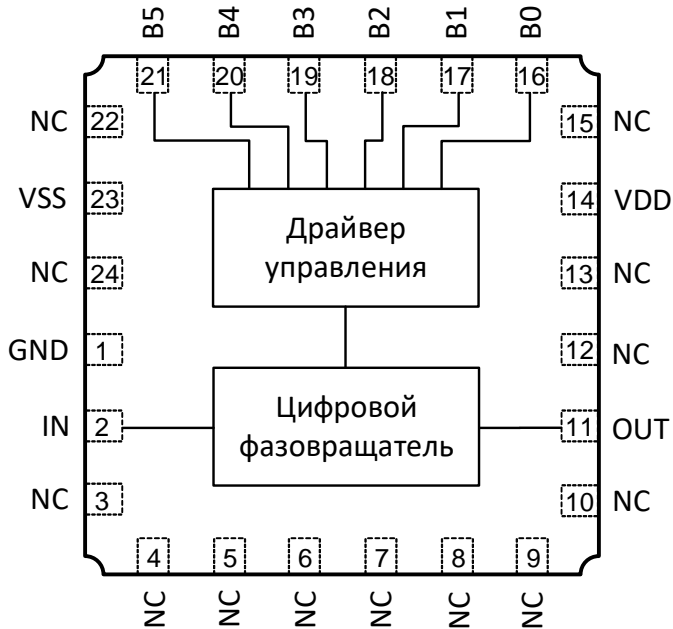 B5 B4 B3 B2 B1 B0
21 20 19 18 17 16
NC 22 15 NC
VSS 23 14 VDD
Драйвер
управления
NC 24 13 NC
GND 1 12 NC
Цифровой
фазовращатель
IN 2 11 OUT
NC 3 10 NC
4 5 6 7 8 9
NC NC NC NC NC NC